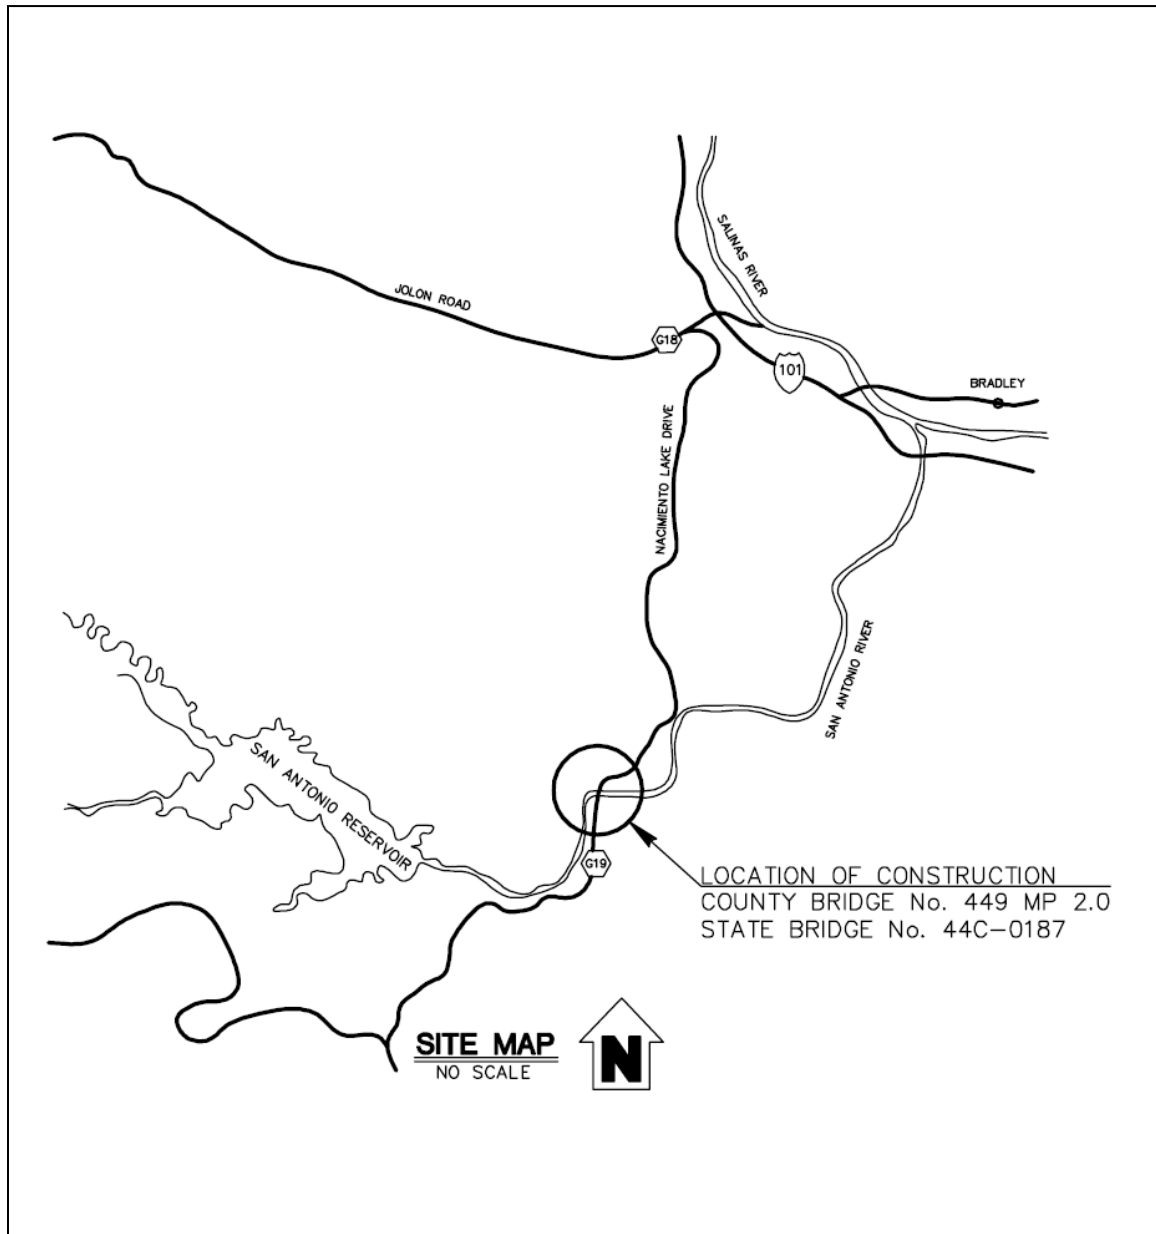 SALINAS RIVER
JOLON ROAD
G18
101
BRADLEY
NACIMIENTO LAKE DRIVE
SAN ANTONIO RIVER
SAN ANTONIO RESERVOIR
G19
LOCATION OF CONSTRUCTION
COUNTY BRIDGE No. 449 MP 2.0
STATE BRIDGE No. 44C-0187
SITE MAP
NO SCALE
N